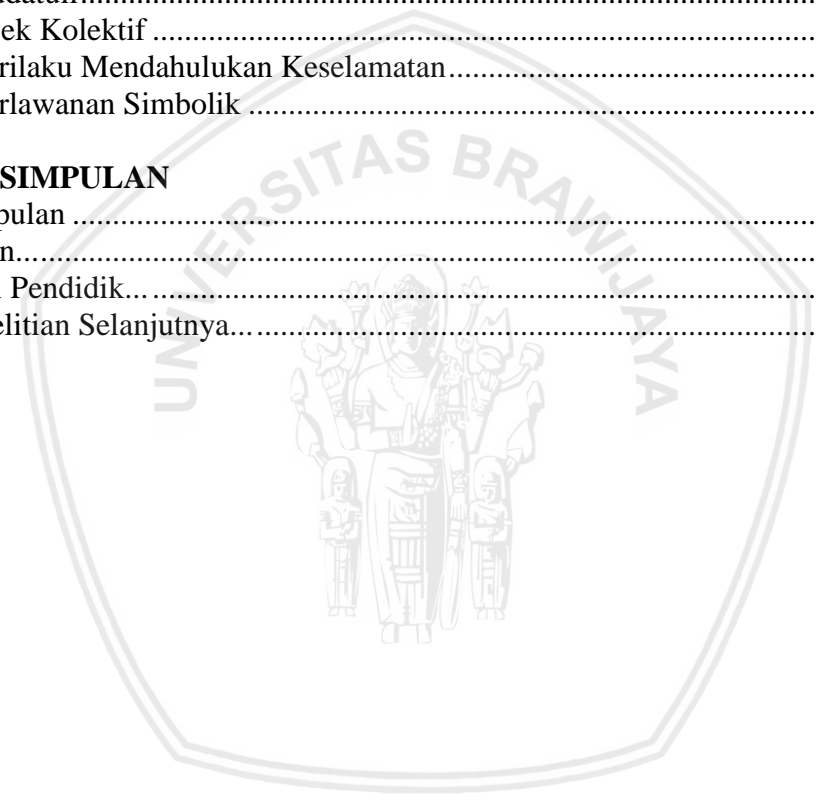 ek Kolektif ....................................................................................
rilaku Mendahulukan Keselamatan..................................................
rlawanan Simbolik ........................................................................
SIMPULAN
pulan ..............................................................................................
n.......................................................................................................
Pendidik... ....................................................................................
elitian Selanjutnya... .......................................................................
UNIVERSITAS BRAWIJAYA